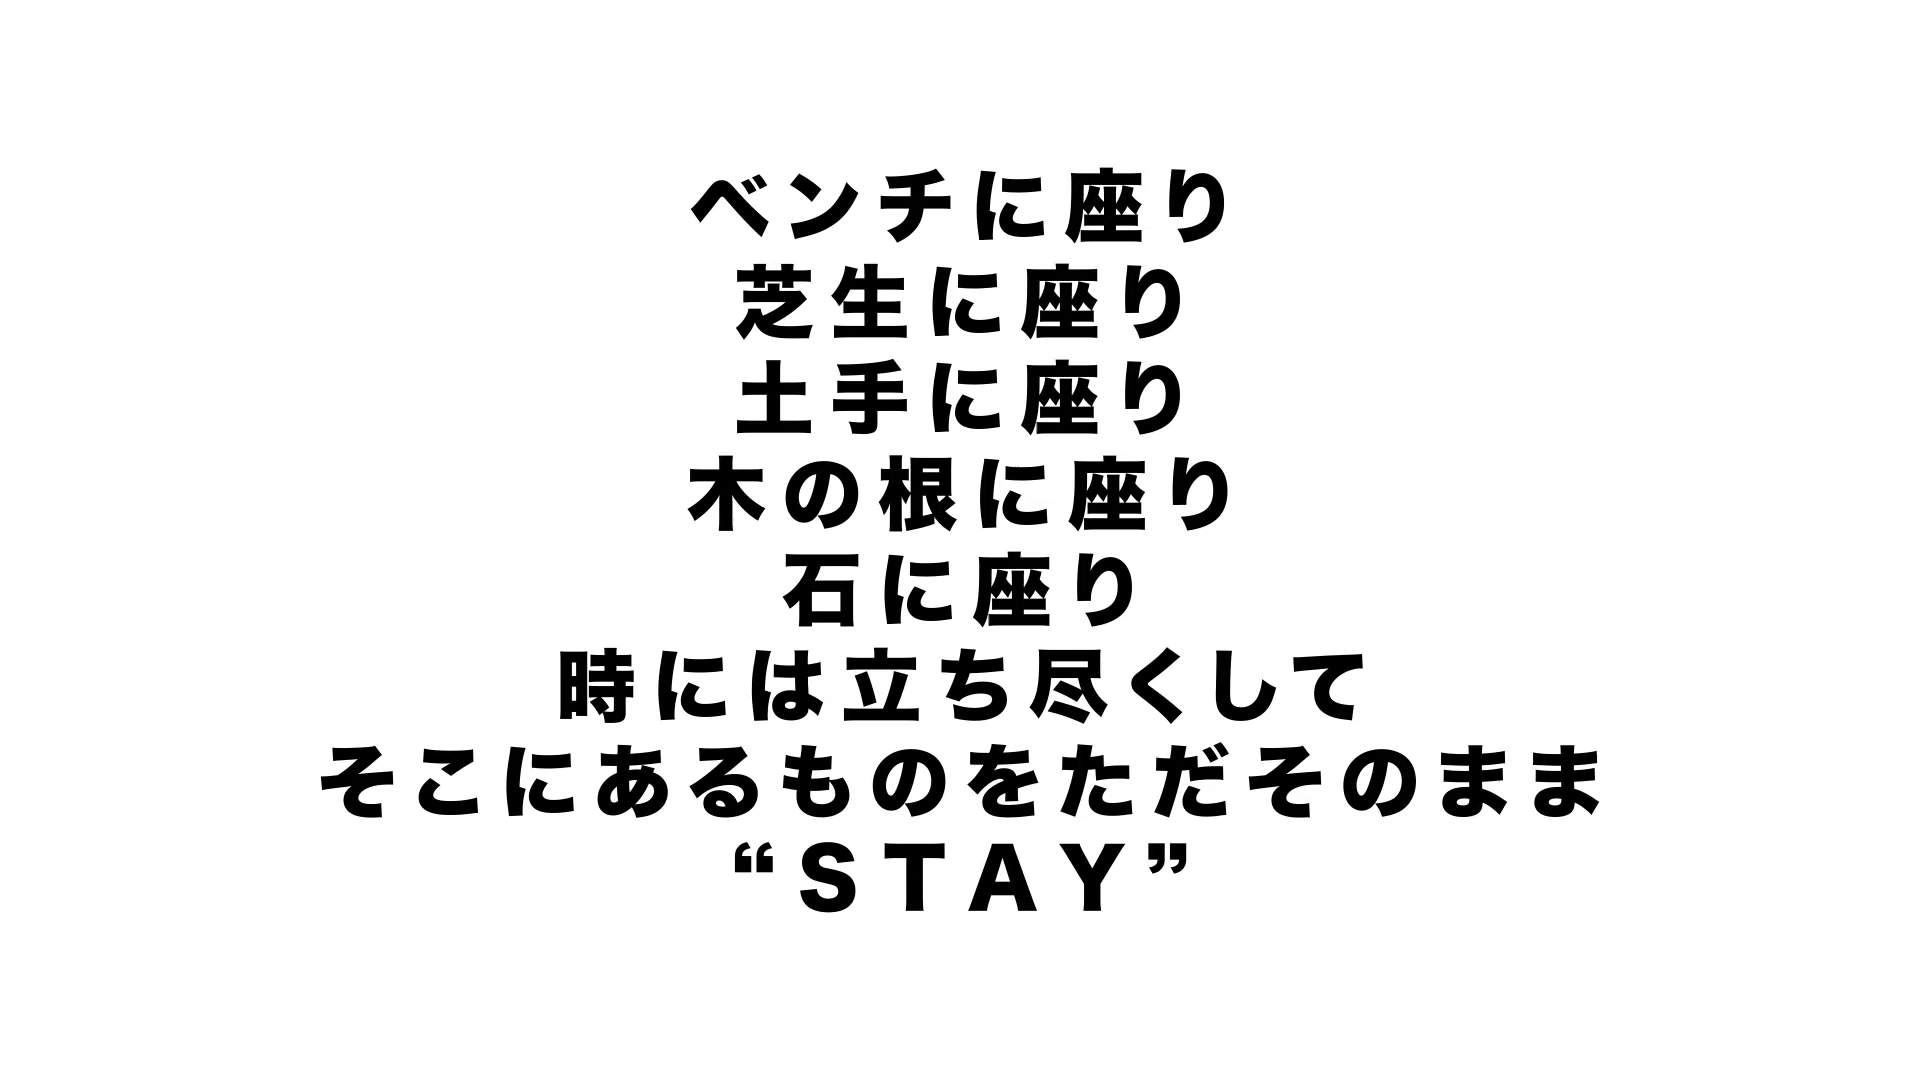 ベンチに座り
芝生に座り
土手に座り
木の根に座り
石に座り
時には立ち尽くして
そこにあるものをただそのまま
“STAY”